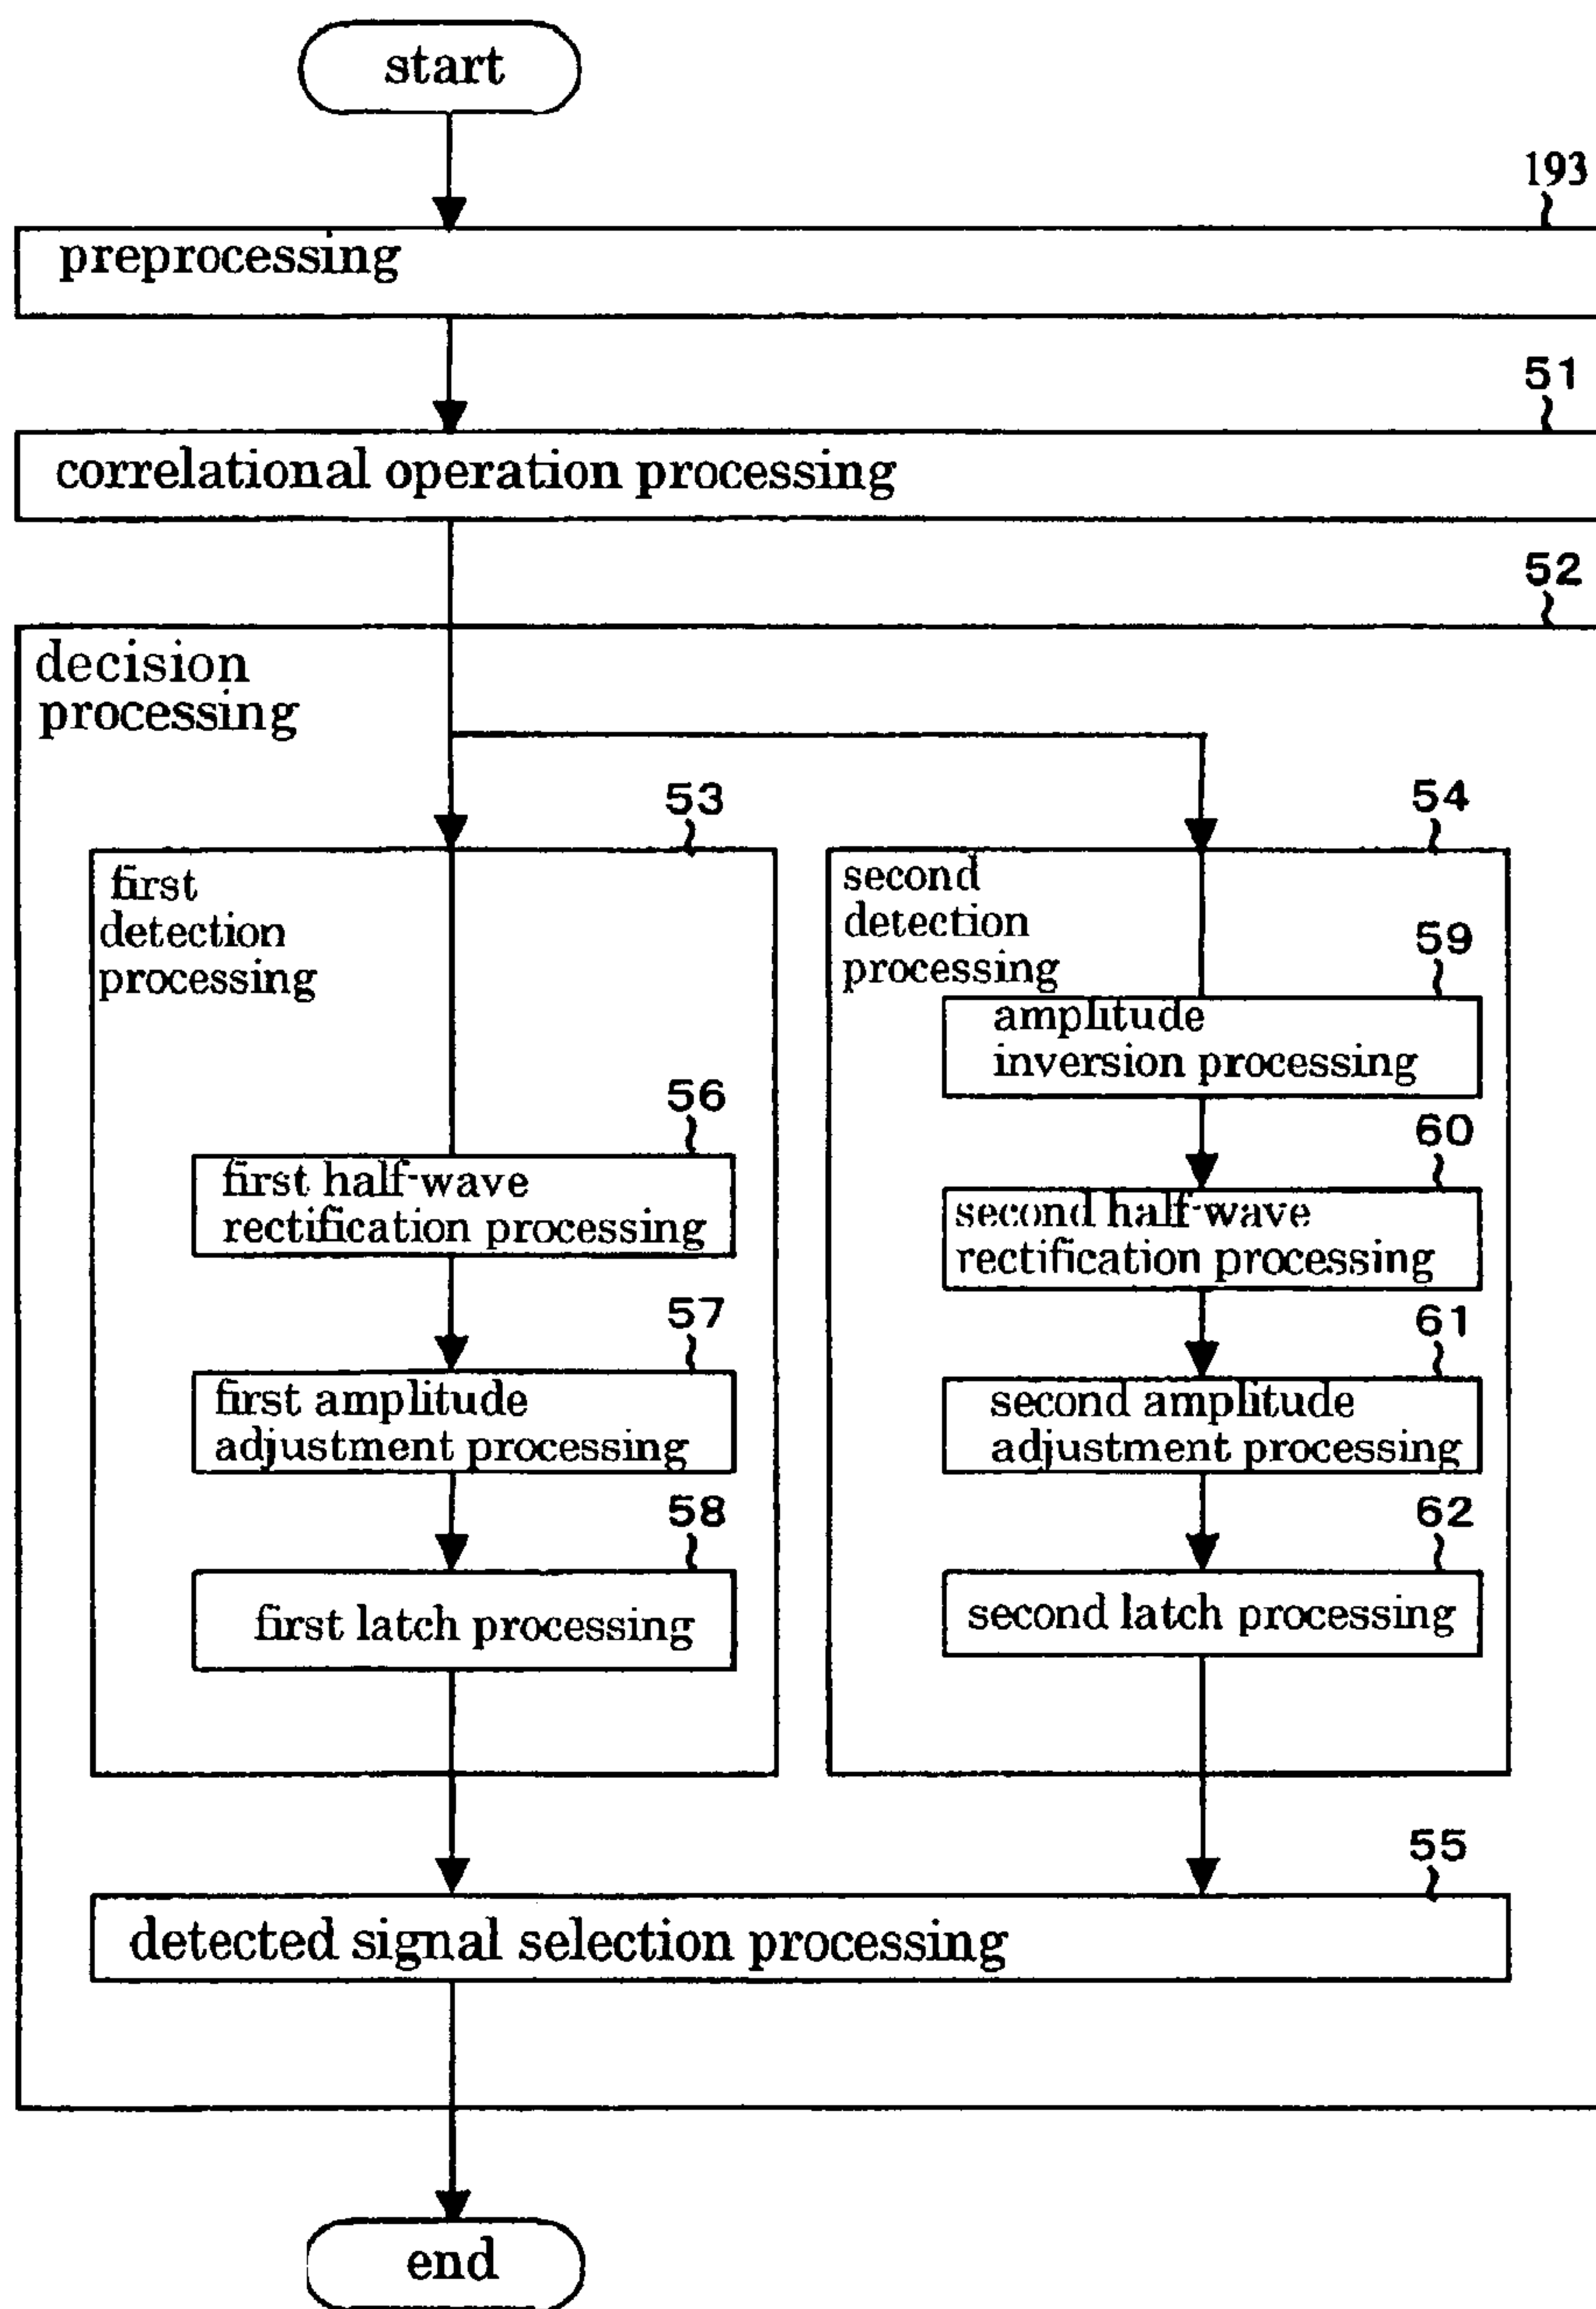 start
193
preprocessing
51
correlational operation processing
52
decision
processing
53
first
detection
processing
56
first half-wave
rectification processing
57
first amplitude
adjustment processing
58
first latch processing
54
second
detection
processing
59
amplitude
inversion processing
60
second half-wave
rectification processing
61
second amplitude
adjustment processing
62
second latch processing
55
detected signal selection processing
end